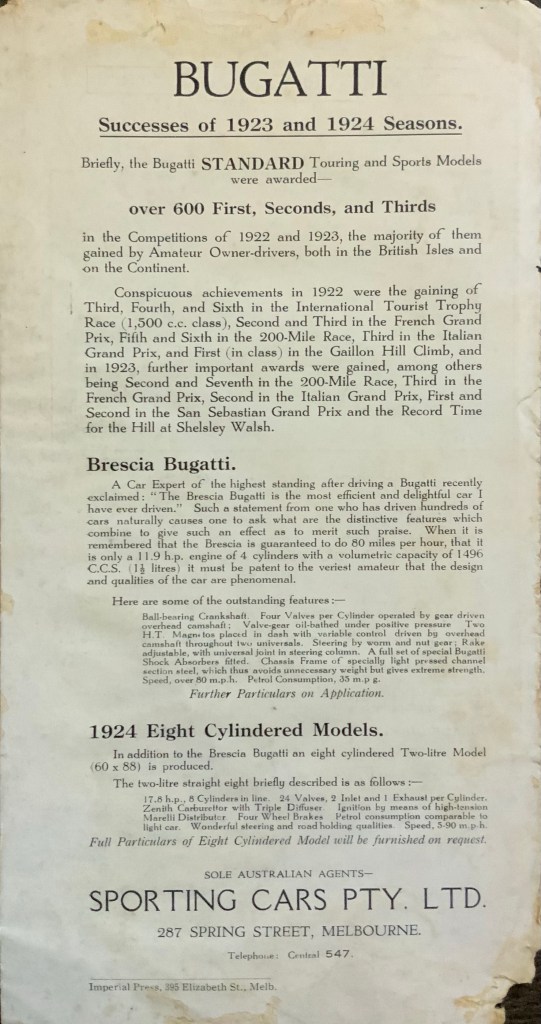 BUGATTI
Successes of 1923 and 1924 Seasons.
Briefly, the Bugatti STANDARD Touring and Sports Models
were awarded—
over 600 First, Seconds, and Thirds
in the Competitions of 1922 and 1923, the majority of them
gained by Amateur Owner-drivers, both in the British Isles and
on the Continent.
Conspicuous achievements in 1922 were the gaining of
Third, Fourth, and Sixth in the International Tourist Trophy
Race (1,500 c.c. class), Second and Third in the French Grand
Prix, Fifth and Sixth in the 200-Mile Race, Third in the Italian
Grand Prix, and First (in class) in the Gaillon Hill Climb, and
in 1923, further important awards were gained, among others
being Second and Seventh in the 200-Mile Race, Third in the
French Grand Prix, Second in the Italian Grand Prix, First and
Second in the San Sebastian Grand Prix and the Record Time
for the Hill at Shelsley Walsh.
Brescia Bugatti.
A Car Expert of the highest standing after driving a Bugatti recently
exclaimed: "The Brescia Bugatti is the most efficient and delightful car I
have ever driven." Such a statement from one who has driven hundreds of
cars naturally causes one to ask what are the distinctive features which
combine to give such an effect as to merit such praise. When it is
remembered that the Brescia is guaranteed to do 80 miles per hour, that it
is only a 11.9 h.p. engine of 4 cylinders with a volumetric capacity of 1496
C.C.S. (1½ litres) it must be patent to the veriest amateur that the design
and qualities of the car are phenomenal.
Here are some of the outstanding features:—
Ball-bearing Crankshaft. Four Valves per Cylinder operated by gear driven
overhead camshaft; Valve-gear oil-bathed under positive pressure Two
H.T. Magnetos placed in dash with variable control driven by overhead
camshaft throughout two universals. Steering by worm and nut gear; Rake
adjustable, with universal joint in steering column. A full set of special Bugatti
Shock Absorbers fitted. Chassis Frame of specially light pressed channel
section steel, which thus avoids unnecessary weight but gives extreme strength.
Speed, over 80 m.p.h. Petrol Consumption, 35 m.p g.
Further Particulars on Application.
1924 Eight Cylindered Models.
In addition to the Brescia Bugatti an eight cylindered Two-litre Model
(60 x 88) is produced.
The two-litre straight eight briefly described is as follows:—
17.8 h.p., 8 Cylinders in line. 24 Valves, 2 Inlet and 1 Exhaust per Cylinder.
Zenith Carburettor with Triple Diffuser. Ignition by means of high-tension
Marelli Distributor Four Wheel Brakes Petrol consumption comparable to
light car. Wonderful steering and road holding qualities. Speed, 5-90 m.p.h.
Full Particulars of Eight Cylindered Model will be furnished on request.
SOLE AUSTRALIAN AGENTS—
SPORTING CARS PTY. LTD.
287 SPRING STREET, MELBOURNE.
Telephone: Central 547.
Imperial Press, 395 Elizabeth St., Melb.